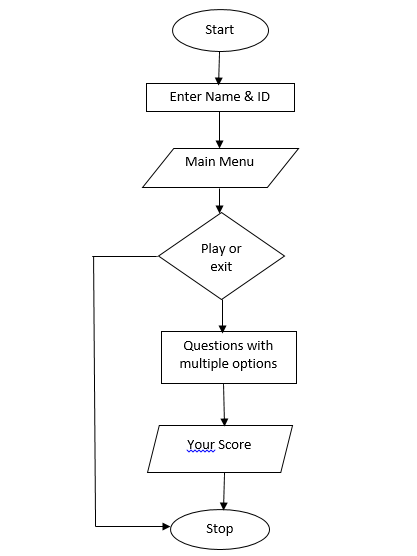 Start
Enter Name & ID
Main Menu
Play or
exit
Questions with
multiple options
Your Score
Stop